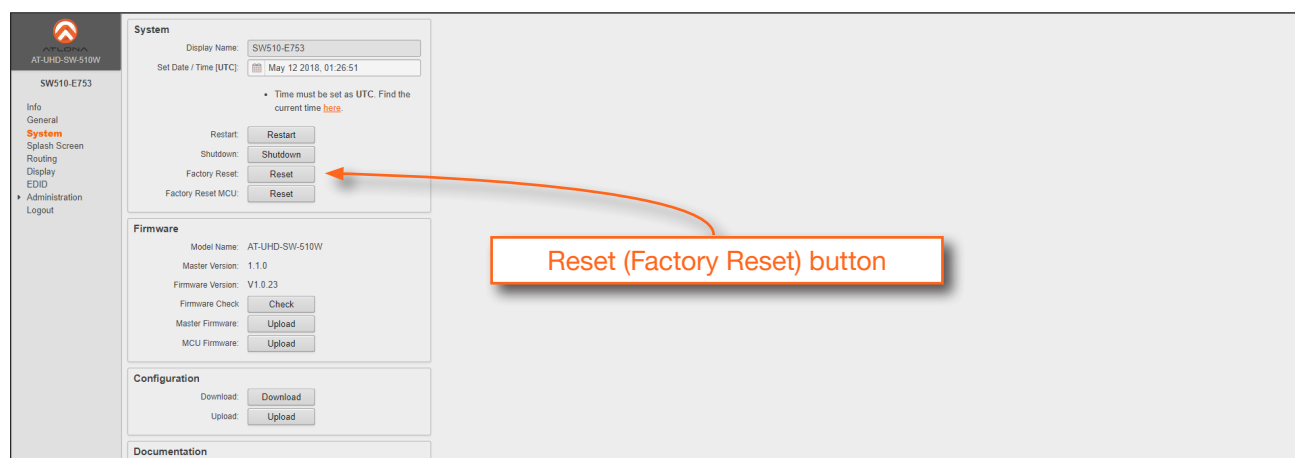 ATLONA
AT-UHD-SW-510W
SW510-E753
Info
General
System
Splash Screen
Routing
Display
EDID
Administration
Logout
System
Display Name: SW510-E753
Set Date / Time [UTC]: May 12 2018, 01:26:51
• Time must be set as UTC. Find the
current time here.
Restart: Restart
Shutdown: Shutdown
Factory Reset: Reset
Factory Reset MCU: Reset
Firmware
Model Name: AT-UHD-SW-510W
Master Version: 1.1.0
Firmware Version: V1.0.23
Firmware Check Check
Master Firmware: Upload
MCU Firmware: Upload
Configuration
Download: Download
Upload: Upload
Documentation
Reset (Factory Reset) button